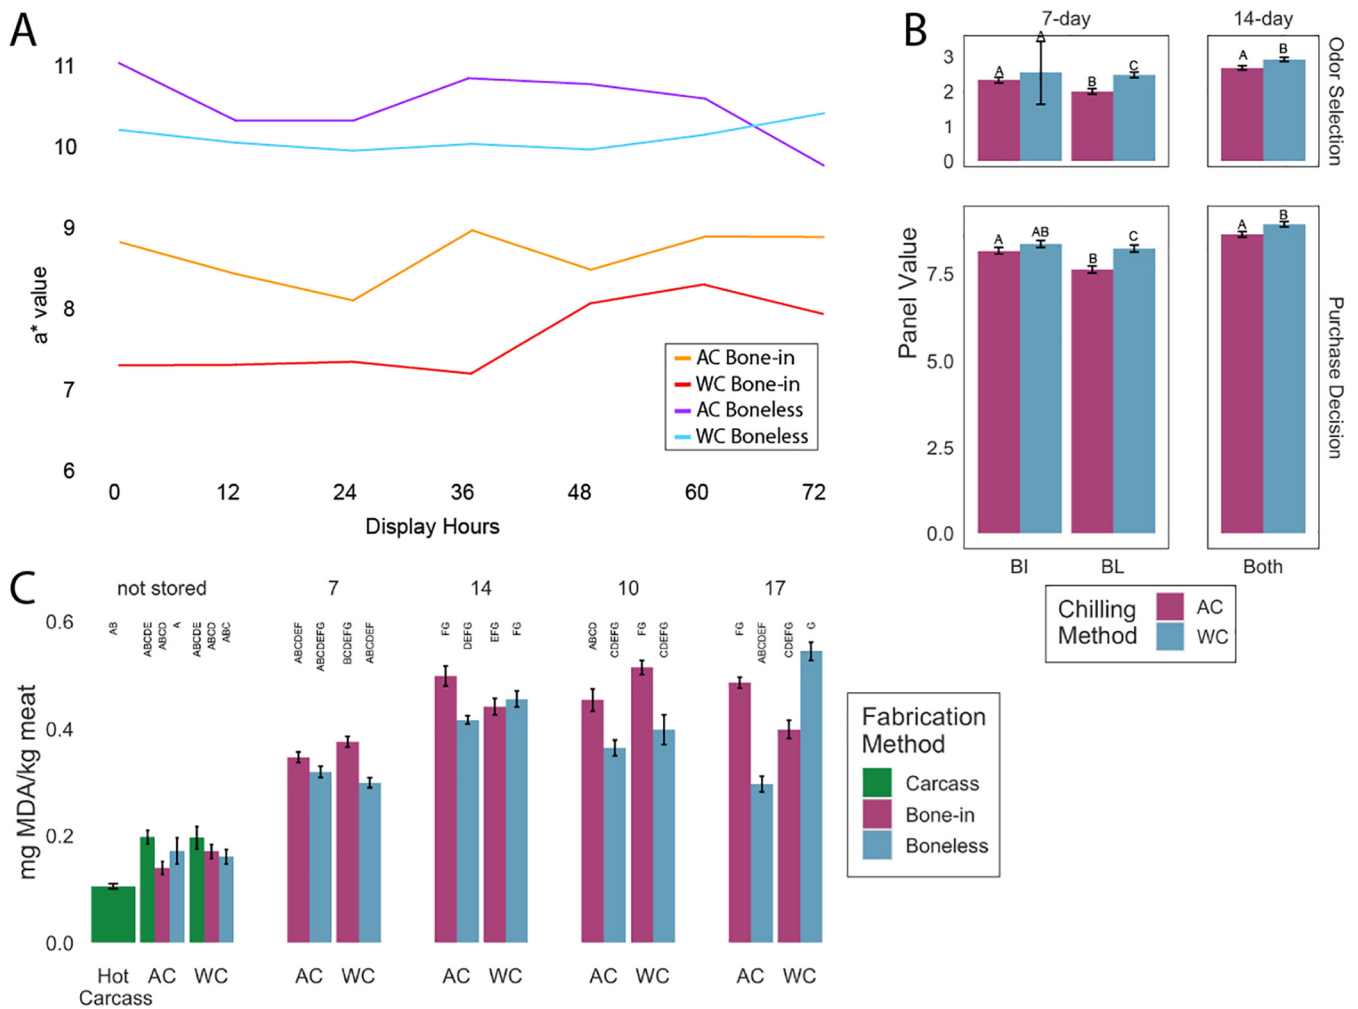 A
11
10
9
8
7
6
a* value
0 12 24 36 48 60 72
Display Hours
AC Bone-in
WC Bone-in
AC Boneless
WC Boneless
B
7-day 14-day
3
2
1
0
A A B C A B
Odor Selection
Panel Value
7.5
5.0
2.5
0.0
A AB B C A B
Purchase Decision
BI BL Both
Chilling
Method
AC
WC
C
not stored 7 14 10 17
0.6
0.4
0.2
0.0
mg MDA/kg meat
AB ABCDE ABCD A ABCDE ABCD ABC ABCDEF ABCDEFG BCDEFG ABCDEF FG DEFG EFG FG ABCD CDEFG FG CDEFG FG ABCDEF CDEFG G
Hot AC WC AC WC AC WC AC WC AC WC
Carcass
Fabrication
Method
Carcass
Bone-in
Boneless